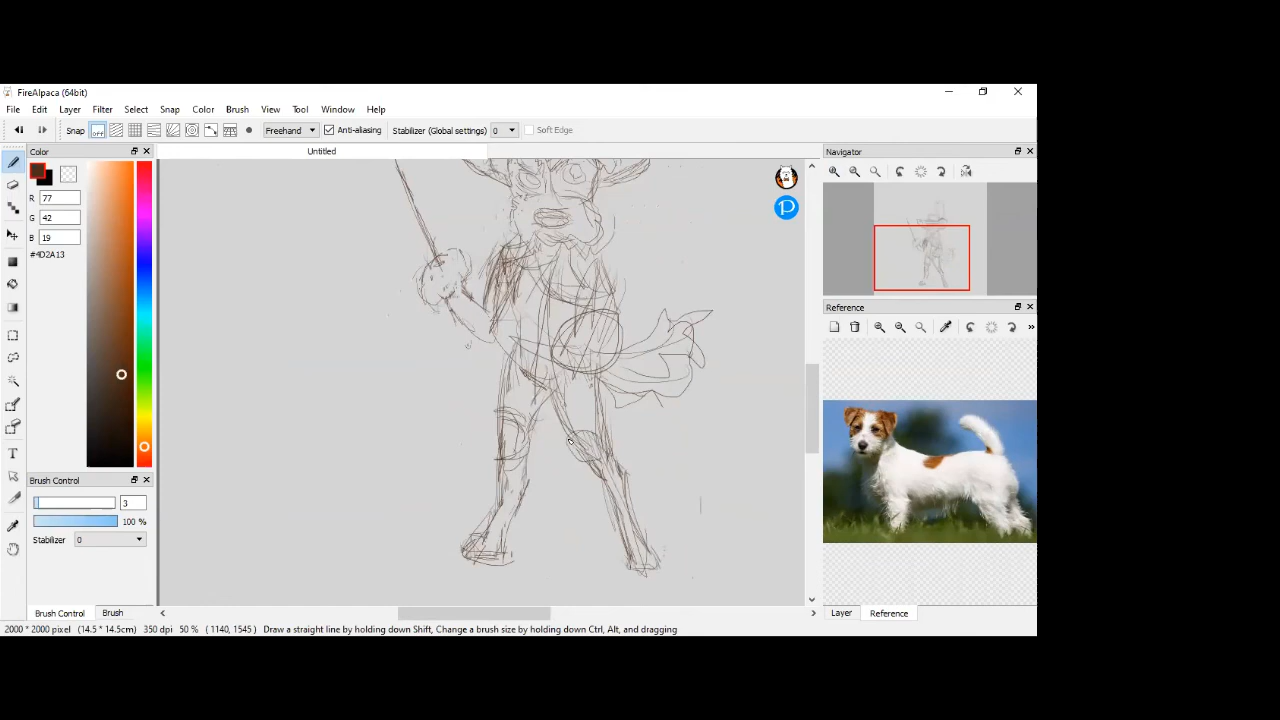 FireAlpaca (64bit)
File Edit Layer Filter Select Snap Color Brush View Tool Window Help
Snap off Freehand Anti-aliasing Stabilizer (Global settings) 0 Soft Edge
Color Untitled Navigator
R 77
G 42
B 19
#4D2A13
Reference
»
Brush Control
3
100 %
Stabilizer 0
Brush Control Brush
Layer Reference
2000 * 2000 pixel (14.5 * 14.5cm) 350 dpi 50 % ( 1140, 1545 ) Draw a straight line by holding down Shift, Change a brush size by holding down Ctrl, Alt, and dragging